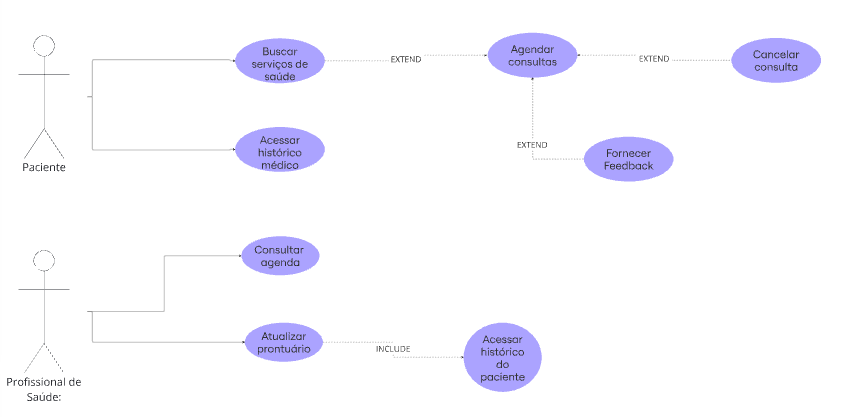 Buscar
serviços de
saúde
EXTEND
Agendar
consultas
EXTEND
Cancelar
consulta
Acessar
histórico
médico
EXTEND
Fornecer
Feedback
Paciente
Consultar
agenda
Atualizar
prontuário
INCLUDE
Acessar
histórico
do
paciente
Profissional de
Saúde: